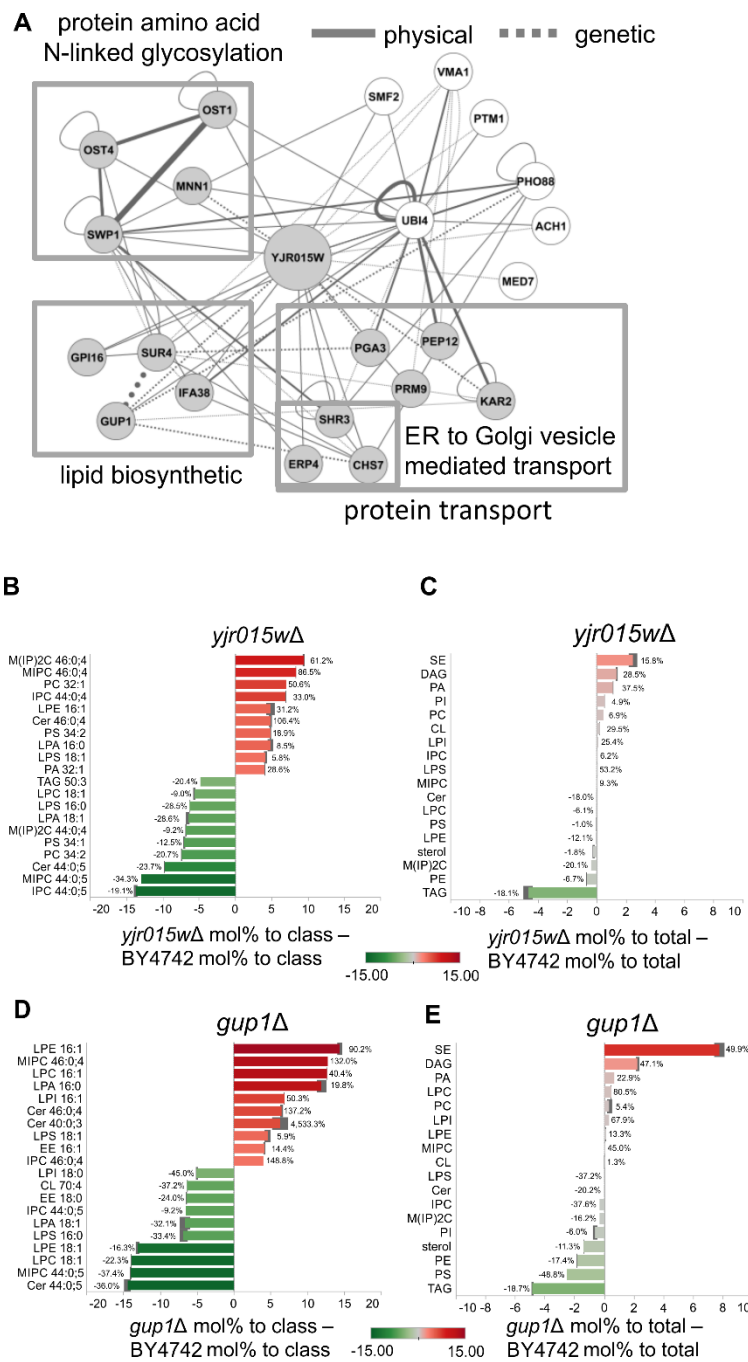 A
protein amino acid
N-linked glycosylation
physical
genetic
VMA1
SMF2
PTM1
OST1
OST4
MNN1
PHO88
SWP1
UBI4
ACH1
YJR015W
MED7
PGA3
PEP12
GPI16
SUR4
IFA38
PRM9
KAR2
GUP1
SHR3
ERP4
CHS7
ER to Golgi vesicle
mediated transport
lipid biosynthetic
protein transport
B
yjr015wΔ
M(IP)2C 46:0;4 61.2%
MIPC 46:0;4 86.5%
PC 32:1 50.6%
IPC 44:0;4 33.0%
LPE 16:1 31.2%
Cer 46:0;4 106.4%
PS 34:2 18.9%
LPA 16:0 8.5%
LPS 18:1 5.8%
PA 32:1 28.6%
TAG 50:3 -20.4%
LPC 18:1 -9.0%
LPS 16:0 -28.5%
LPA 18:1 -28.6%
M(IP)2C 44:0;4 -9.2%
PS 34:1 -12.5%
PC 34:2 -20.7%
Cer 44:0;5 -23.7%
MIPC 44:0;5 -34.3%
IPC 44:0;5 -19.1%
-20 -15 -10 -5 0 5 10 15 20
yjr015wΔ mol% to class –
BY4742 mol% to class
C
yjr015wΔ
SE 15.8%
DAG 28.5%
PA 37.5%
PI 4.9%
PC 6.9%
CL 29.5%
LPI 25.4%
IPC 6.2%
LPS 53.2%
MIPC 9.3%
Cer -18.0%
LPC -6.1%
PS -1.0%
LPE -12.1%
sterol -1.8%
M(IP)2C -20.1%
PE -6.7%
TAG -18.1%
-10 -8 -6 -4 -2 0 2 4 6 8 10
yjr015wΔ mol% to total –
BY4742 mol% to total
-15.00 15.00
D
gup1Δ
LPE 16:1 90.2%
MIPC 46:0;4 132.0%
LPC 16:1 40.4%
LPA 16:0 19.8%
LPI 16:1 50.3%
Cer 46:0;4 137.2%
Cer 40:0;3 4,533.3%
LPS 18:1 5.9%
EE 16:1 14.4%
IPC 46:0;4 148.8%
LPI 18:0 -45.0%
CL 70:4 -37.2%
EE 18:0 -24.0%
IPC 44:0;5 -9.2%
LPA 18:1 -32.1%
LPS 16:0 -33.4%
LPE 18:1 -16.3%
LPC 18:1 -22.3%
MIPC 44:0;5 -37.4%
Cer 44:0;5 -36.0%
-20 -15 -10 -5 0 5 10 15 20
gup1Δ mol% to class –
BY4742 mol% to class
E
gup1Δ
SE 49.9%
DAG 47.1%
PA 22.9%
LPC 80.5%
PC 5.4%
LPI 67.9%
LPE 13.3%
MIPC 45.0%
CL 1.3%
LPS -37.2%
Cer -20.2%
IPC -37.6%
M(IP)2C -16.2%
PI -6.0%
sterol -11.3%
PE -17.4%
PS -48.8%
TAG -18.7%
-10 -8 -6 -4 -2 0 2 4 6 8 10
gup1Δ mol% to total –
BY4742 mol% to total
-15.00 15.00